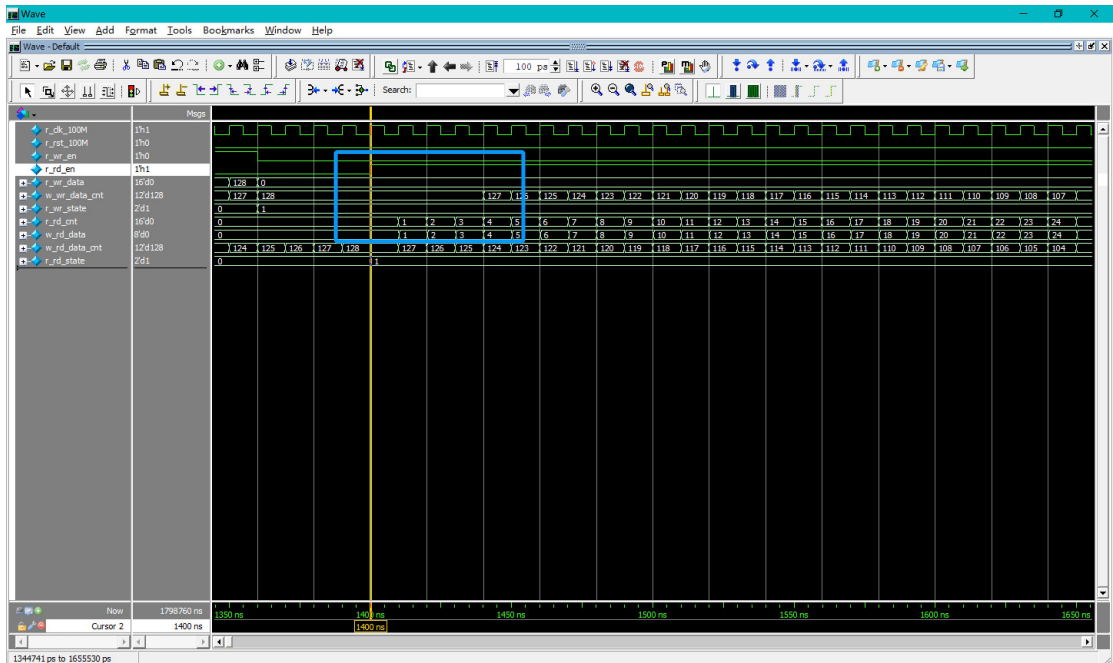 Wave
File Edit View Add Format Tools Bookmarks Window Help
Wave - Default
100 ps
Search:
Msgs
r_clk_100M 1'h1
r_rst_100M 1'h0
r_wr_en 1'h0
r_rd_en 1'h1
r_wr_data 16'd0 128 0
w_wr_data_cnt 12'd128 127 128 127 126 125 124 123 122 121 120 119 118 117 116 115 114 113 112 111 110 109 108 107
r_wr_state 2'd1 0 1
r_rd_cnt 16'd0 0 1 2 3 4 5 6 7 8 9 10 11 12 13 14 15 16 17 18 19 20 21 22 23 24
w_rd_data 8'd0 0 1 2 3 4 5 6 7 8 9 10 11 12 13 14 15 16 17 18 19 20 21 22 23 24
w_rd_data_cnt 12'd128 124 125 126 127 128 127 126 125 124 123 122 121 120 119 118 117 116 115 114 113 112 111 110 109 108 107 106 105 104
r_rd_state 2'd1 0 1
Now 1798760 ns 1350 ns 1400 ns 1450 ns 1500 ns 1550 ns 1600 ns 1650 ns
Cursor 2 1400 ns 1400 ns
1344741 ps to 1655530 ps